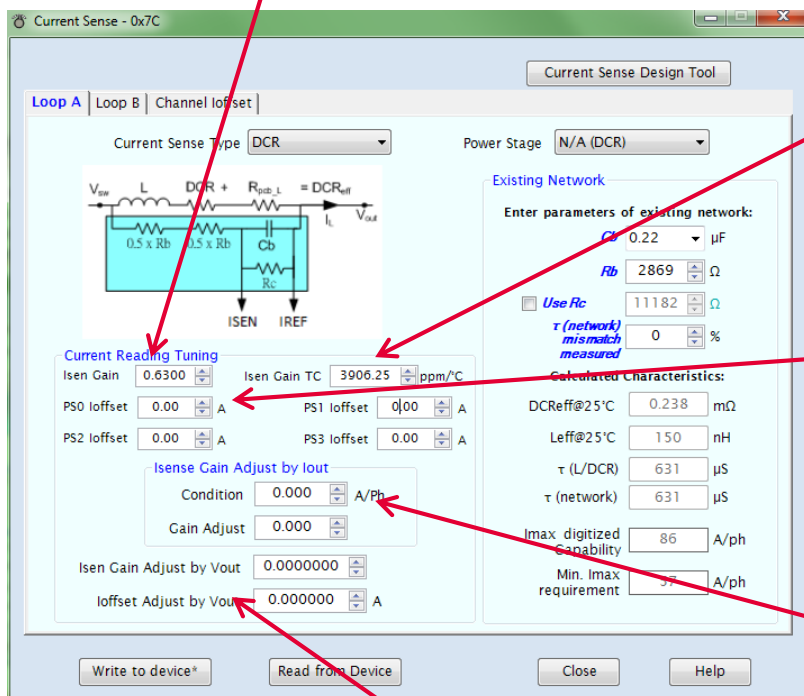 Current Sense - 0x7C
Current Sense Design Tool
Loop A Loop B Channel Ioffset
Current Sense Type DCR Power Stage N/A (DCR)
Vsw L DCR + Rpcb_L = DCReff
IL Vout
0.5 x Rb 0.5 x Rb Cb
Rc
ISEN IREF
Current Reading Tuning
Isen Gain 0.6300 Isen Gain TC 3906.25 ppm/°C
PS0 Ioffset 0.00 A PS1 Ioffset 0.00 A
PS2 Ioffset 0.00 A PS3 Ioffset 0.00 A
Isense Gain Adjust by Iout
Condition 0.000 A/Ph
Gain Adjust 0.000
Isen Gain Adjust by Vout 0.0000000
Ioffset Adjust by Vout 0.000000 A
Existing Network
Enter parameters of existing network:
Cb 0.22 µF
Rb 2869 Ω
Use Rc 11182 Ω
τ (network) mismatch measured 0 %
Calculated Characteristics:
DCReff@25°C 0.238 mΩ
Leff@25°C 150 nH
τ (L/DCR) 631 µS
τ (network) 631 µS
Imax digitized Capability 86 A/ph
Min. Imax requirement 37 A/ph
Write to device* Read from Device Close Help